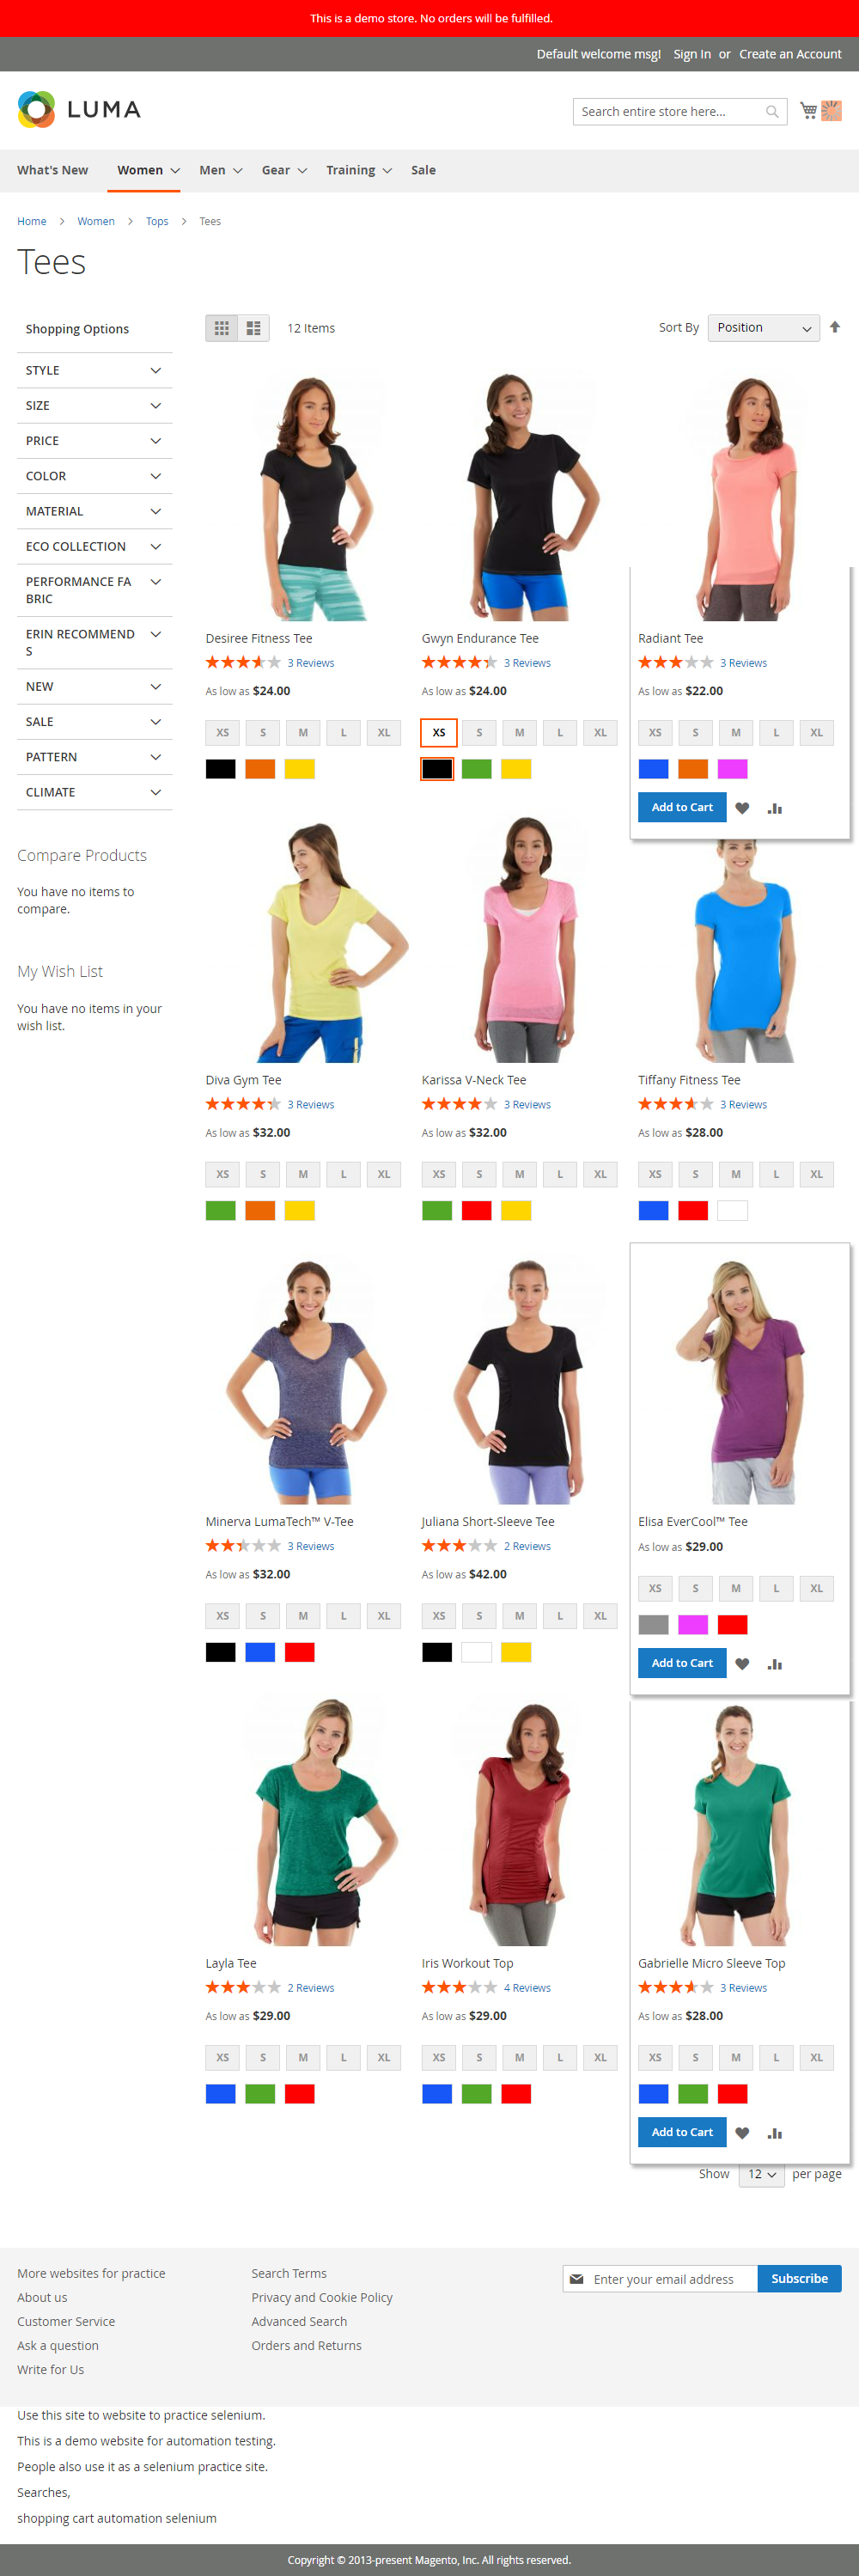 This is a demo store. No orders will be fulfilled.
Default welcome msg! Sign In or Create an Account
LUMA
Search entire store here...
What's New Women Men Gear Training Sale
Home Women Tops Tees
Tees
Shopping Options
STYLE
SIZE
PRICE
COLOR
MATERIAL
ECO COLLECTION
PERFORMANCE FA
BRIC
ERIN RECOMMEND
S
NEW
SALE
PATTERN
CLIMATE
Compare Products
You have no items to
compare.
My Wish List
You have no items in your
wish list.
12 Items
Sort By Position
Desiree Fitness Tee
3 Reviews
As low as $24.00
XS S M L XL
Gwyn Endurance Tee
3 Reviews
As low as $24.00
XS S M L XL
Radiant Tee
3 Reviews
As low as $22.00
XS S M L XL
Add to Cart
Diva Gym Tee
3 Reviews
As low as $32.00
XS S M L XL
Karissa V-Neck Tee
3 Reviews
As low as $32.00
XS S M L XL
Tiffany Fitness Tee
3 Reviews
As low as $28.00
XS S M L XL
Minerva LumaTech™ V-Tee
3 Reviews
As low as $32.00
XS S M L XL
Juliana Short-Sleeve Tee
2 Reviews
As low as $42.00
XS S M L XL
Elisa EverCool™ Tee
As low as $29.00
XS S M L XL
Add to Cart
Layla Tee
2 Reviews
As low as $29.00
XS S M L XL
Iris Workout Top
4 Reviews
As low as $29.00
XS S M L XL
Gabrielle Micro Sleeve Top
3 Reviews
As low as $28.00
XS S M L XL
Add to Cart
Show 12 per page
More websites for practice
About us
Customer Service
Ask a question
Write for Us
Search Terms
Privacy and Cookie Policy
Advanced Search
Orders and Returns
Enter your email address Subscribe
Use this site to website to practice selenium.
This is a demo website for automation testing.
People also use it as a selenium practice site.
Searches,
shopping cart automation selenium
Copyright © 2013-present Magento, Inc. All rights reserved.